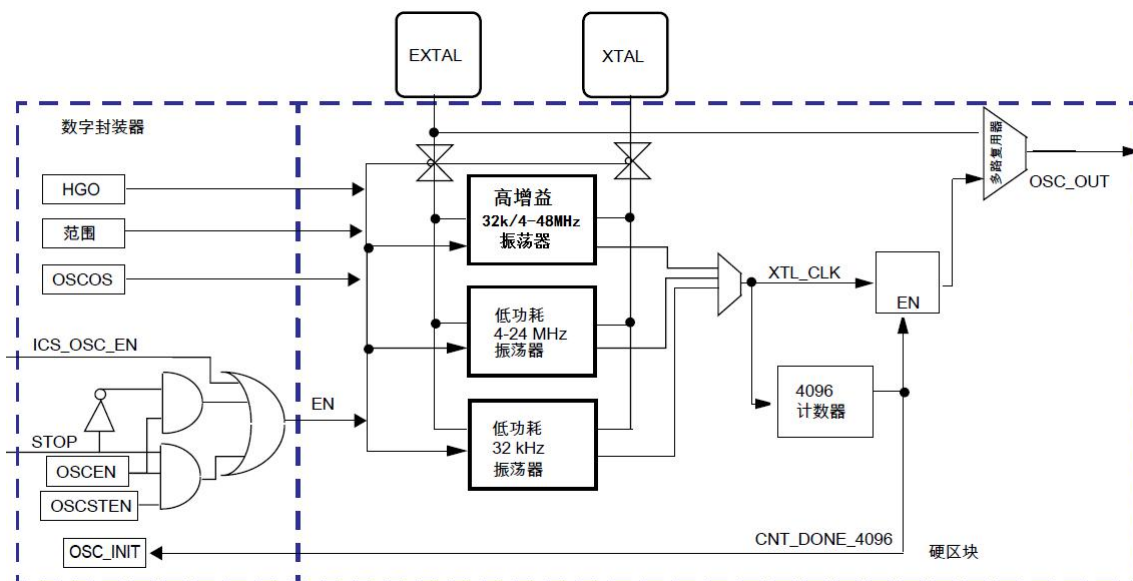 EXTAL
XTAL
数字封装器
HGO
范围
OSCOS
ICS_OSC_EN
STOP
OSCEN
OSCSTEN
OSC_INIT
EN
高增益
32k/4-48MHz
振荡器
低功耗
4-24 MHz
振荡器
低功耗
32 kHz
振荡器
XTL_CLK
EN
4096
计数器
多路复用器
OSC_OUT
CNT_DONE_4096
硬区块